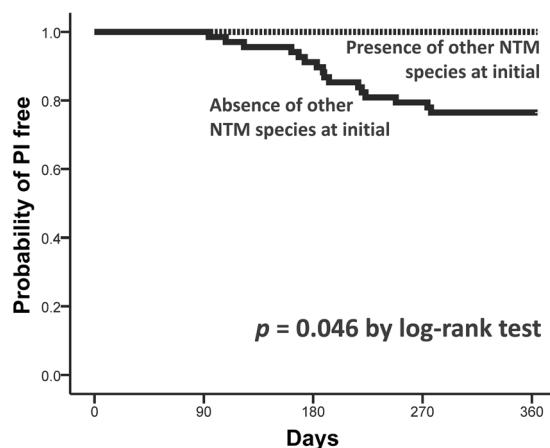 1.0
Presence of other NTM
species at initial
0.8
Absence of other
NTM species at initial
0.6
Probability of PI free
0.4
0.2
p = 0.046 by log-rank test
0.0
0 90 180 270 360
Days